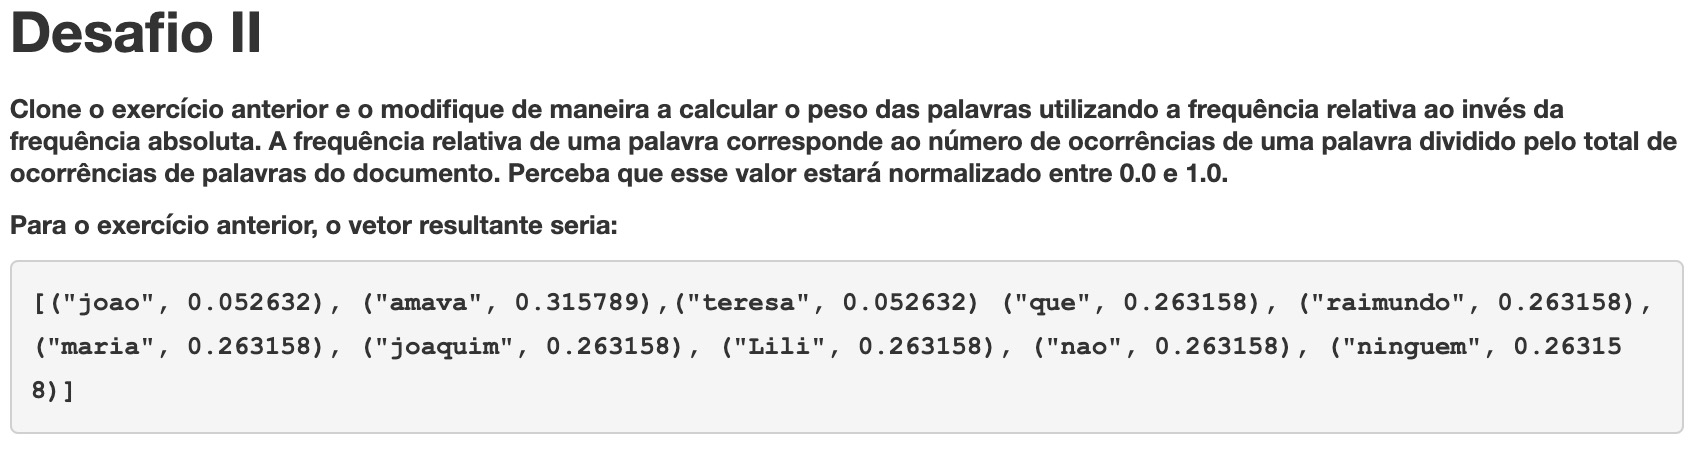 Desafio II
Clone o exercício anterior e o modifique de maneira a calcular o peso das palavras utilizando a frequência relativa ao invés da
frequência absoluta. A frequência relativa de uma palavra corresponde ao número de ocorrências de uma palavra dividido pelo total de
ocorrências de palavras do documento. Perceba que esse valor estará normalizado entre 0.0 e 1.0.
Para o exercício anterior, o vetor resultante seria:
[("joao", 0.052632), ("amava", 0.315789),("teresa", 0.052632) ("que", 0.263158), ("raimundo", 0.263158),
("maria", 0.263158), ("joaquim", 0.263158), ("Lili", 0.263158), ("nao", 0.263158), ("ninguem", 0.26315
8)]